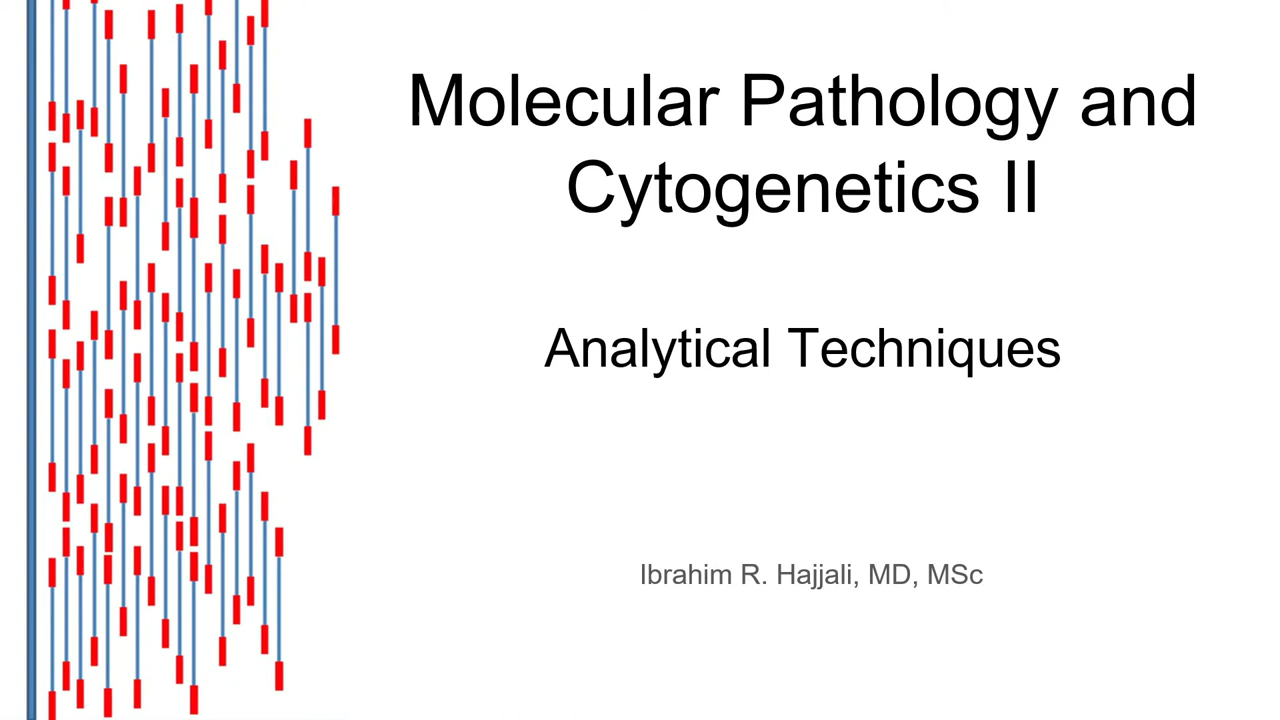 Molecular Pathology and
Cytogenetics II
Analytical Techniques
Ibrahim R. Hajjali, MD, MSc